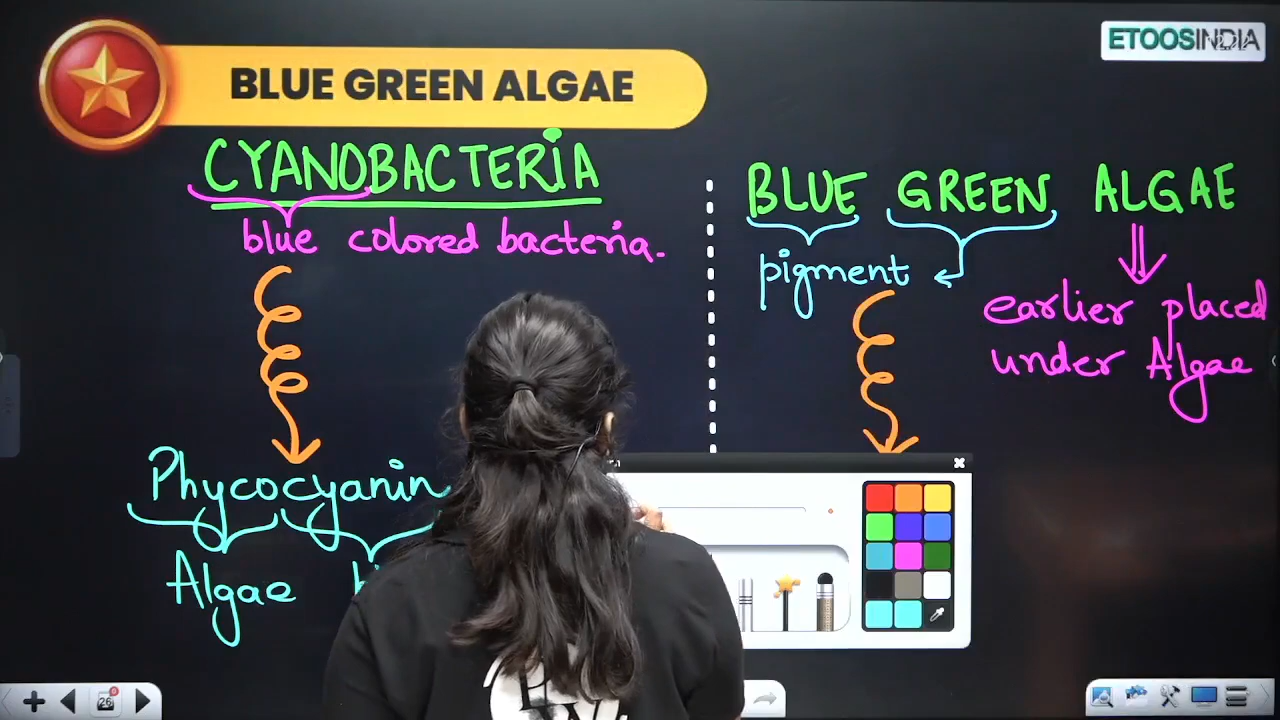 ETOOSINDIA
BLUE GREEN ALGAE
CYANOBACTERIA
blue colored bacteria.
Phycocyanin
Algae
BLUE GREEN ALGAE
pigment
earlier placed
under Algae
26